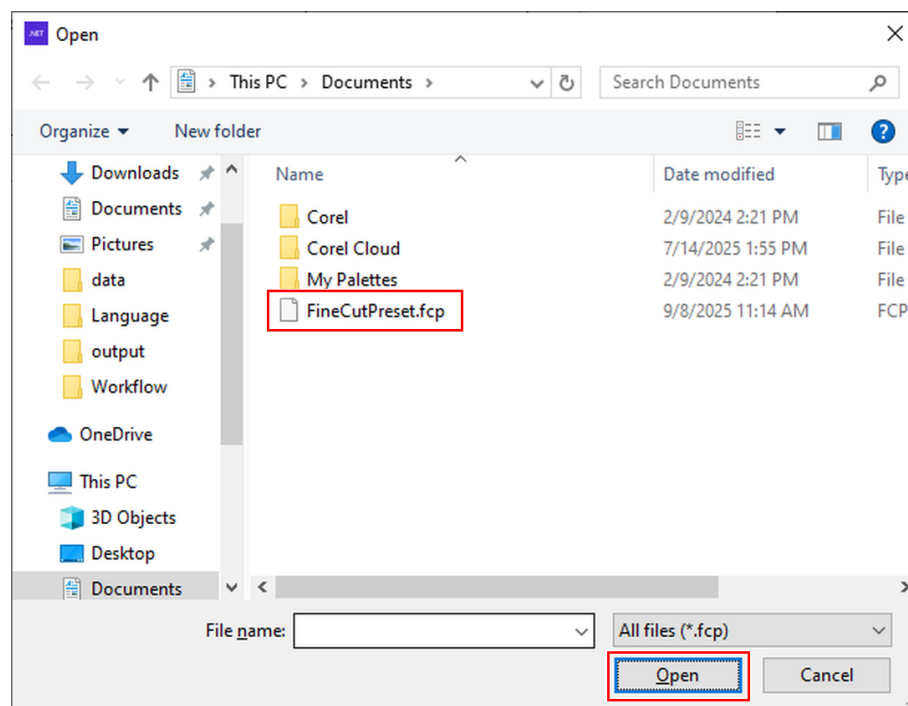 .NET Open
This PC > Documents >
Search Documents
Organize
New folder
?
Downloads
Documents
Pictures
data
Language
output
Workflow
OneDrive
This PC
3D Objects
Desktop
Documents
Name Date modified Type
Corel 2/9/2024 2:21 PM File
Corel Cloud 7/14/2025 1:55 PM File
My Palettes 2/9/2024 2:21 PM File
FineCutPreset.fcp 9/8/2025 11:14 AM FCP
File name:
All files (*.fcp)
Open
Cancel